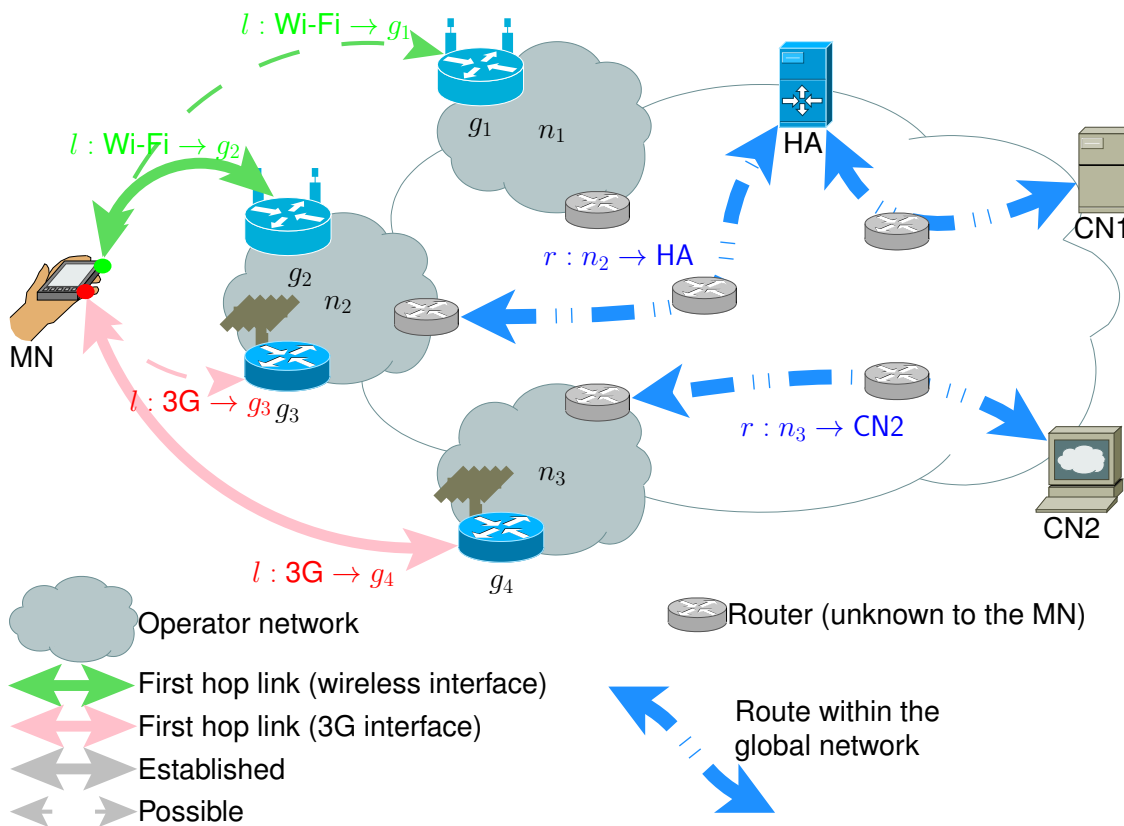 l : Wi-Fi → g₁
l : Wi-Fi → g₂
g₁
n₁
HA
CN1
g₂
n₂
r : n₂ → HA
MN
l : 3G → g₃
g₃
r : n₃ → CN2
n₃
CN2
l : 3G → g₄
g₄
Operator network
Router (unknown to the MN)
First hop link (wireless interface)
First hop link (3G interface)
Route within the
global network
Established
Possible